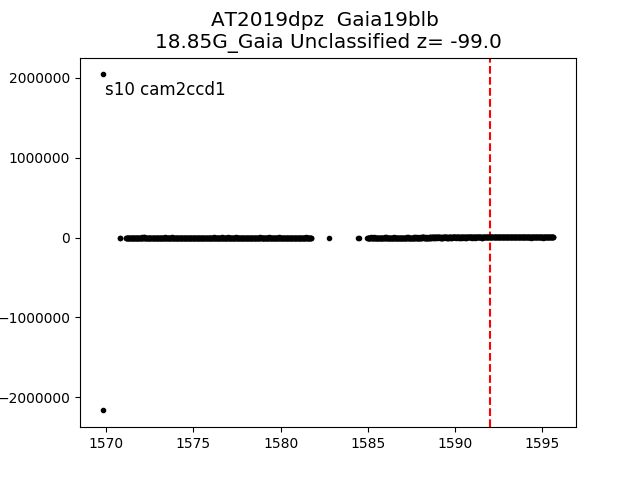 AT2019dpz  Gaia19blb
18.85G_Gaia Unclassified z= -99.0
2000000
s10 cam2ccd1
1000000
0
−1000000
−2000000
1570 1575 1580 1585 1590 1595